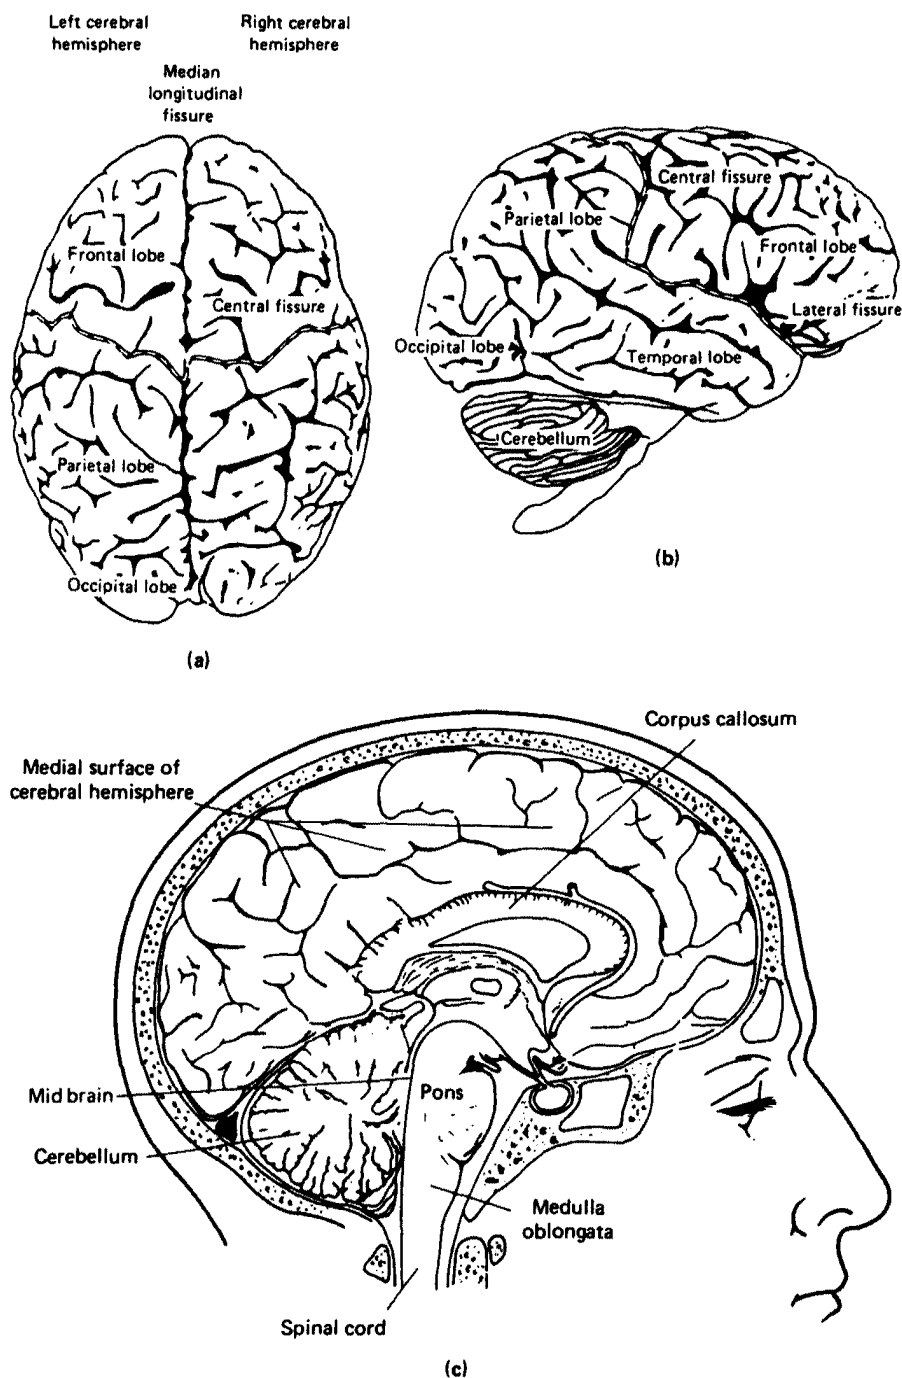 Left cerebral
hemisphere
Right cerebral
hemisphere
Median
longitudinal
fissure
Frontal lobe
Central fissure
Parietal lobe
Occipital lobe
(a)
Central fissure
Parietal lobe
Frontal lobe
Lateral fissure
Occipital lobe
Temporal lobe
Cerebellum
(b)
Corpus callosum
Medial surface of
cerebral hemisphere
Mid brain
Pons
Cerebellum
Medulla
oblongata
Spinal cord
(c)